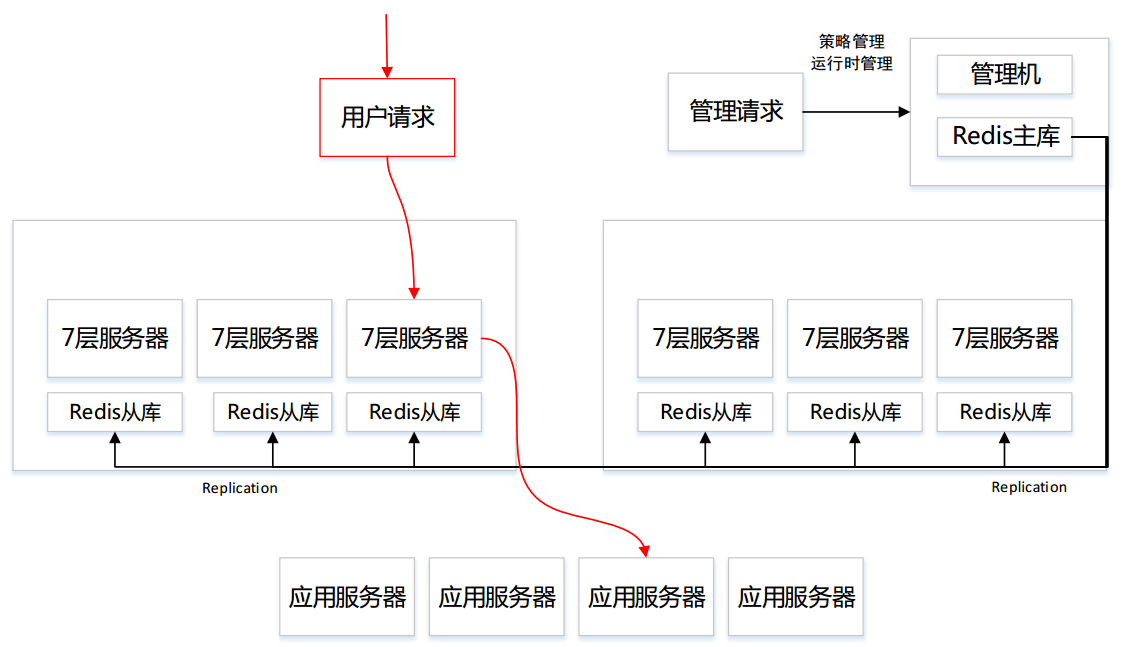 策略管理
运行时管理
管理机
用户请求
管理请求
Redis主库
7层服务器
7层服务器
7层服务器
7层服务器
7层服务器
7层服务器
Redis从库
Redis从库
Redis从库
Redis从库
Redis从库
Redis从库
Replication
Replication
应用服务器
应用服务器
应用服务器
应用服务器